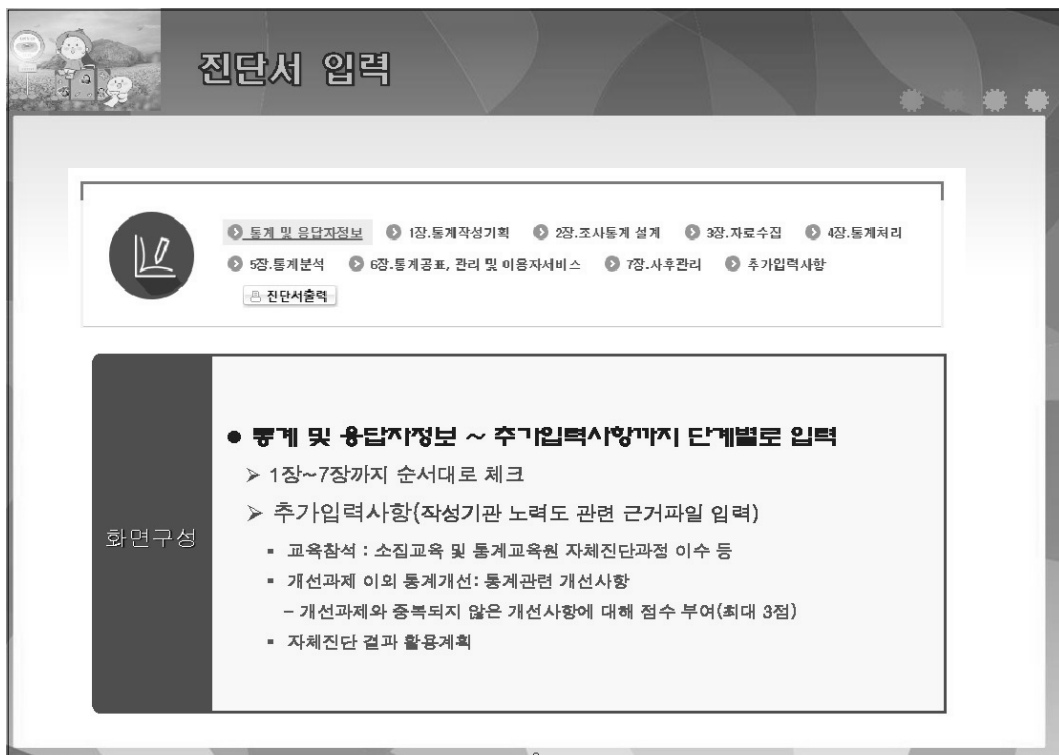 진단서 입력
통계 및 응답자정보 1장.통계작성기획 2장.조사통계 설계 3장.자료수집 4장.통계처리
5장.통계분석 6장.통계공표, 관리 및 이용자서비스 7장.사후관리 추가입력사항
진단서출력
화면구성
● 통계 및 응답자정보 ~ 추가입력사항까지 단계별로 입력
➢ 1장~7장까지 순서대로 체크
➢ 추가입력사항(작성기관 노력도 관련 근거파일 입력)
▪ 교육참석 : 소집교육 및 통계교육원 자체진단과정 이수 등
▪ 개선과제 이외 통계개선: 통계관련 개선사항
– 개선과제와 중복되지 않은 개선사항에 대해 점수 부여(최대 3점)
▪ 자체진단 결과 활용계획